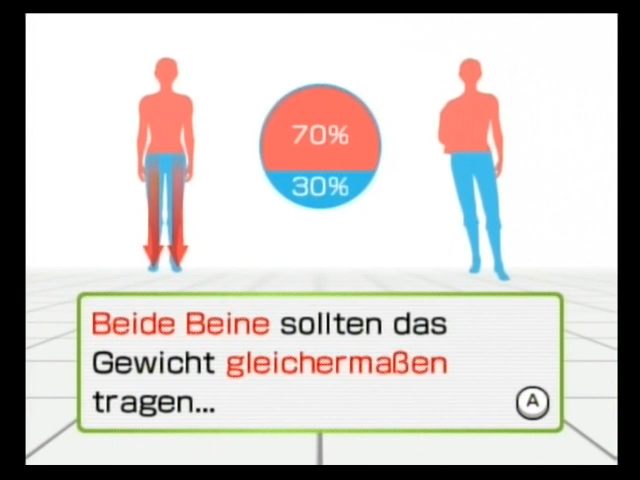 70%
30%
Beide Beine sollten das
Gewicht gleichermaßen
tragen...
A